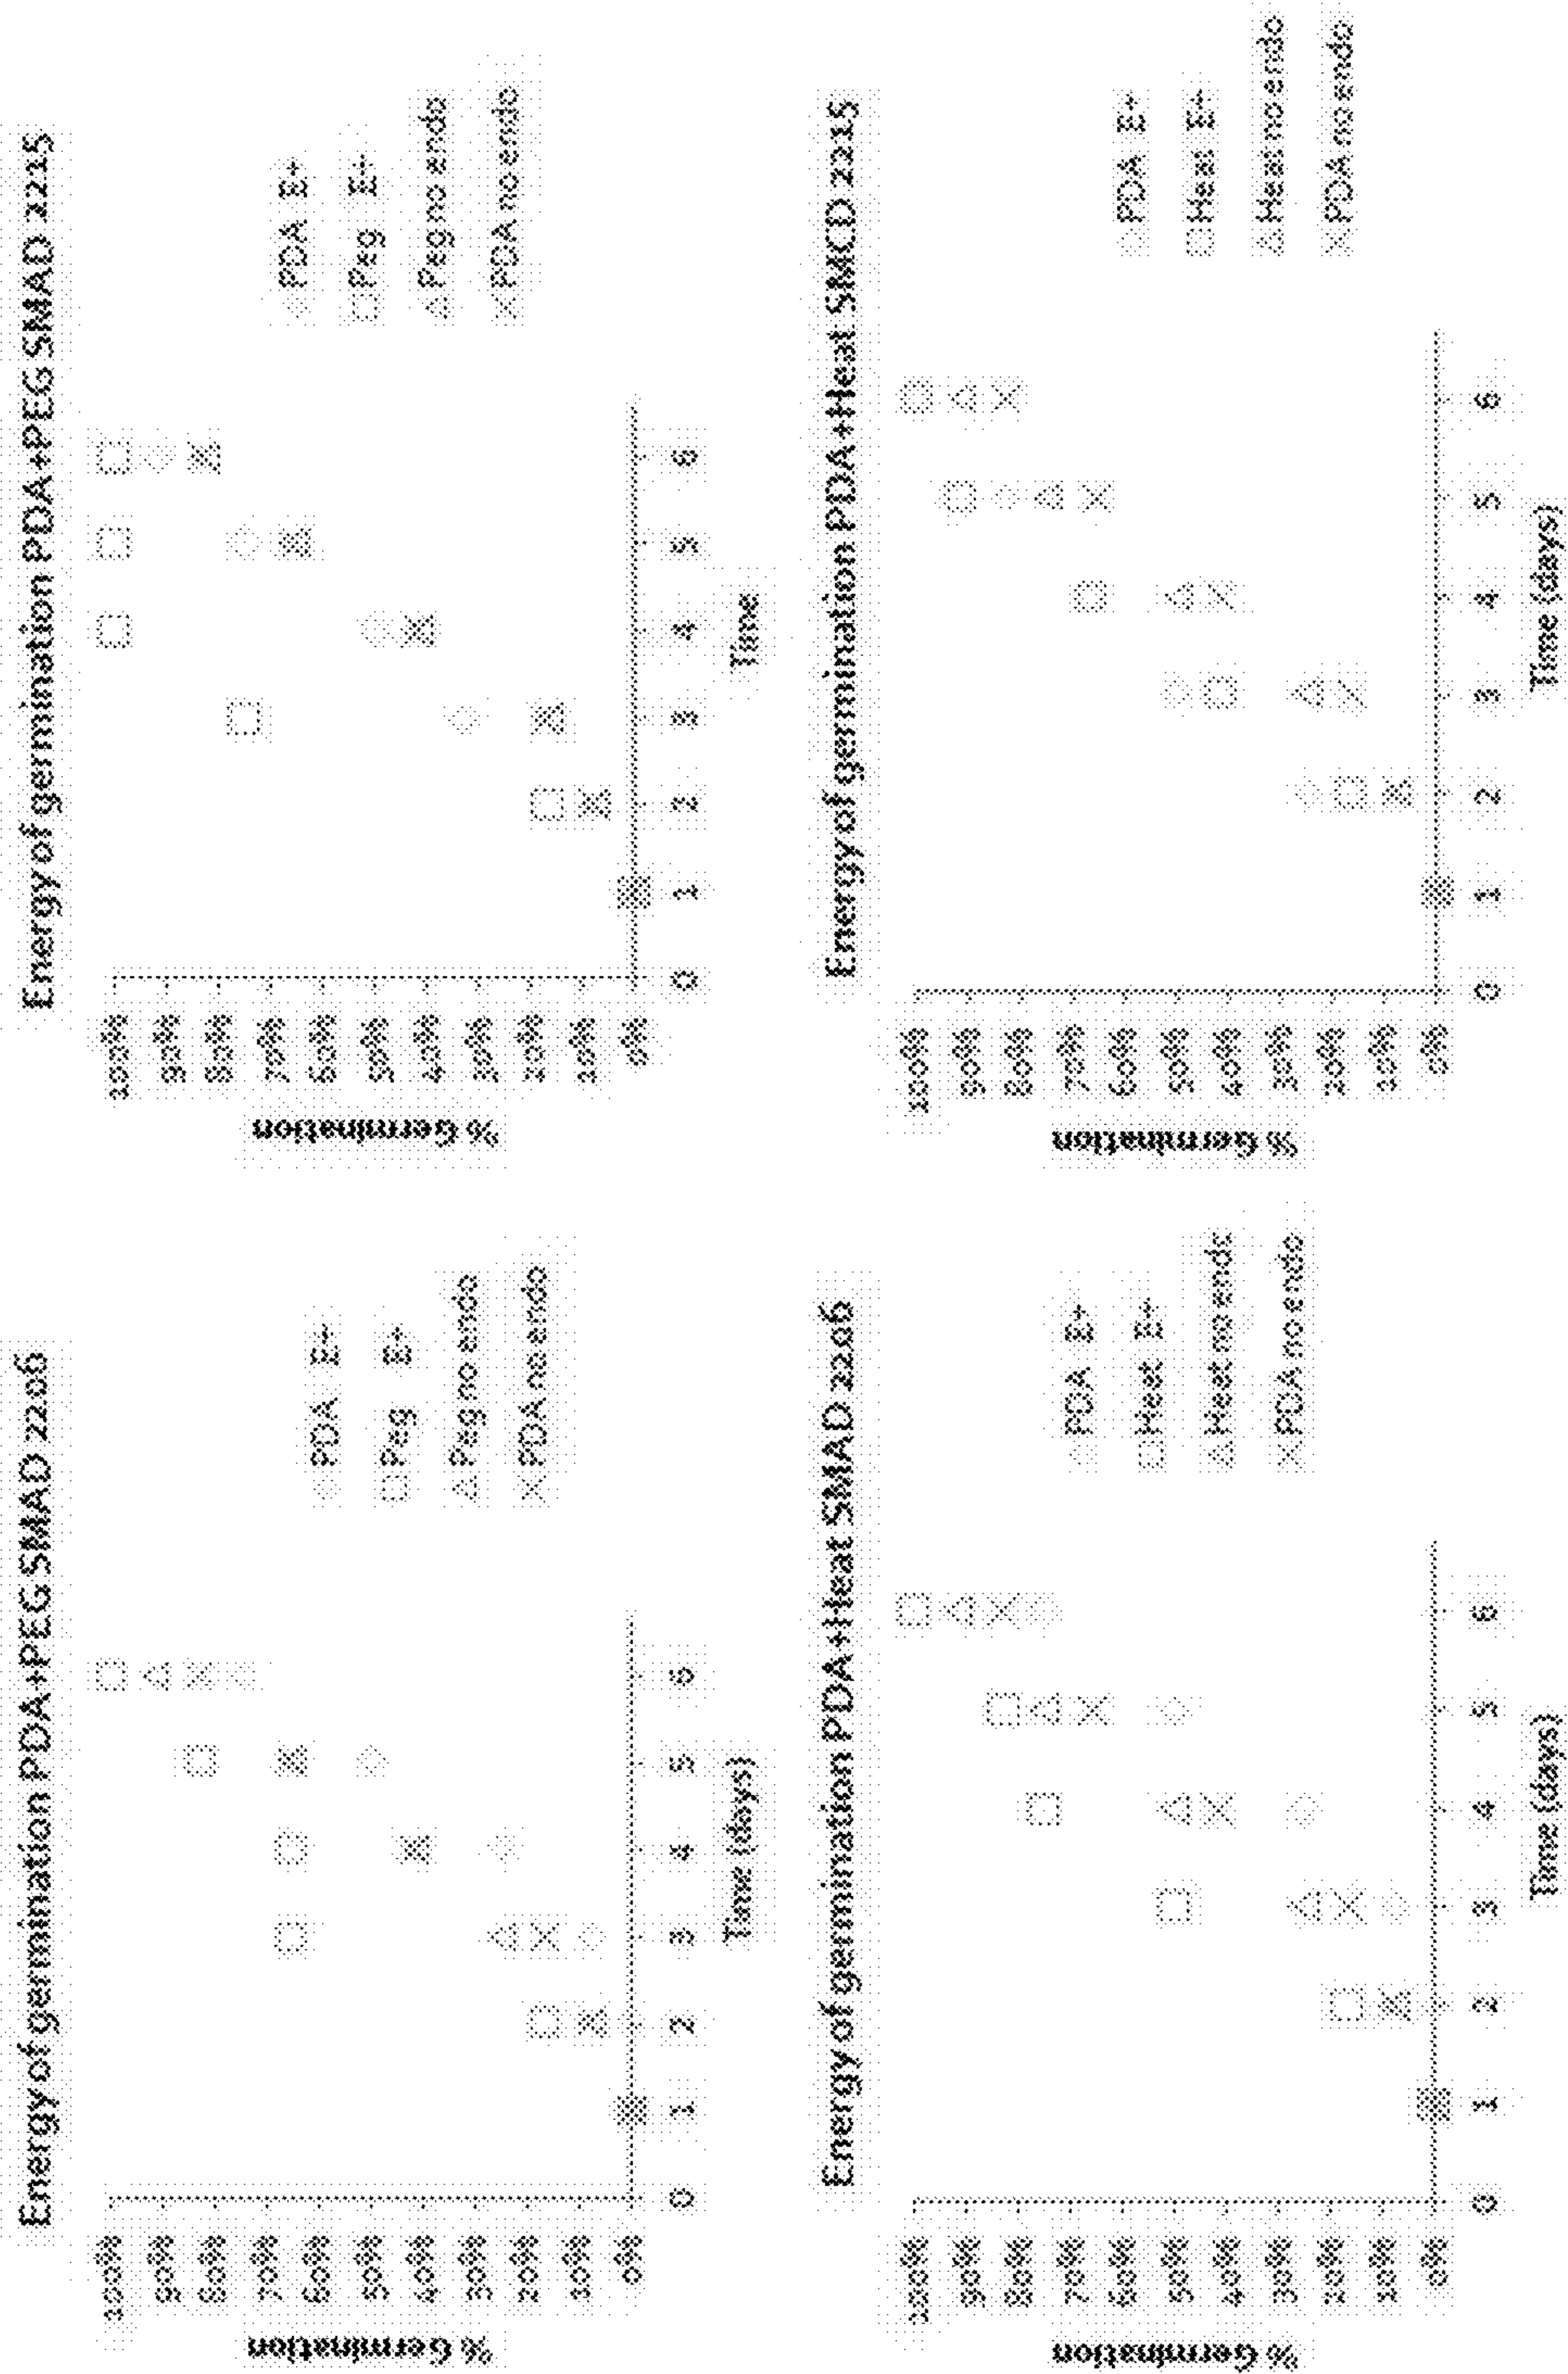 Energy of germination PDA+PEG SMAD 2206
% Germination
100%
90%
80%
70%
60%
50%
40%
30%
20%
10%
0%
0
1
2
3
4
5
6
Time (days)
PDA E+
Peg E+
Peg no endo
PDA no endo
Energy of germination PDA+PEG SMAD 2215
% Germination
100%
90%
80%
70%
60%
50%
40%
30%
20%
10%
0%
0
1
2
3
4
5
6
Time
PDA E+
Peg E+
Peg no endo
PDA no endo
Energy of germination PDA+Heat SMAD 2206
% Germination
100%
90%
80%
70%
60%
50%
40%
30%
20%
10%
0%
0
1
2
3
4
5
6
Time (days)
PDA E+
Heat E+
Heat no endo
PDA no endo
Energy of germination PDA+Heat SMCD 2215
% Germination
100%
90%
80%
70%
60%
50%
40%
30%
20%
10%
0%
0
1
2
3
4
5
6
Time (days)
PDA E+
Heat E+
Heat no endo
PDA no endo